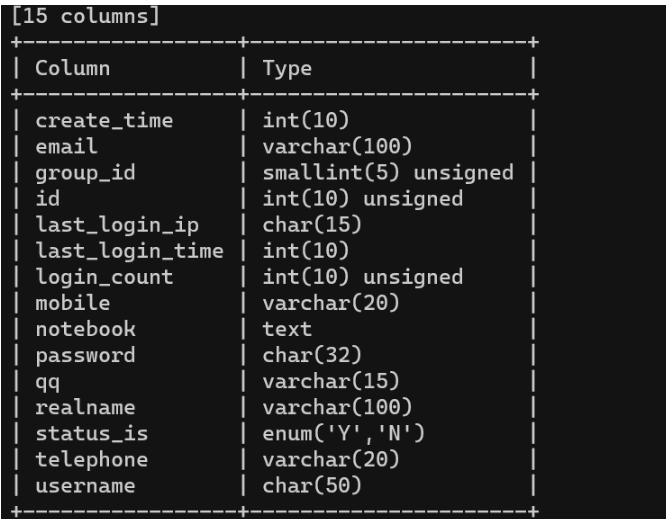 [15 columns]
+-----------------+----------------------+
| Column          | Type                 |
+-----------------+----------------------+
| create_time     | int(10)              |
| email           | varchar(100)         |
| group_id        | smallint(5) unsigned |
| id              | int(10) unsigned     |
| last_login_ip   | char(15)             |
| last_login_time | int(10)              |
| login_count     | int(10) unsigned     |
| mobile          | varchar(20)          |
| notebook        | text                 |
| password        | char(32)             |
| qq              | varchar(15)          |
| realname        | varchar(100)         |
| status_is       | enum('Y','N')        |
| telephone       | varchar(20)          |
| username        | char(50)             |
+-----------------+----------------------+